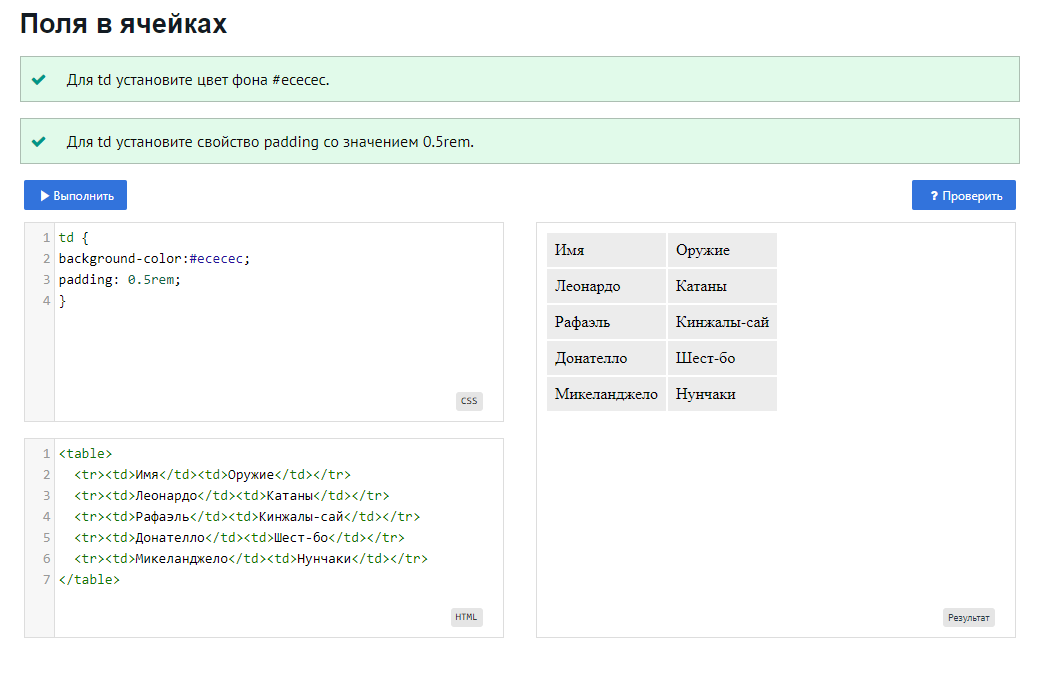 Поля в ячейках
Для td установите цвет фона #ececec.
Для td установите свойство padding со значением 0.5rem.
Выполнить
? Проверить
1 td {
2 background-color:#ececec;
3 padding: 0.5rem;
4 }
CSS
1 <table>
2 <tr><td>Имя</td><td>Оружие</td></tr>
3 <tr><td>Леонардо</td><td>Катаны</td></tr>
4 <tr><td>Рафаэль</td><td>Кинжалы-сай</td></tr>
5 <tr><td>Донателло</td><td>Шест-бо</td></tr>
6 <tr><td>Микеланджело</td><td>Нунчаки</td></tr>
7 </table>
HTML
Имя Оружие
Леонардо Катаны
Рафаэль Кинжалы-сай
Донателло Шест-бо
Микеланджело Нунчаки
Результат